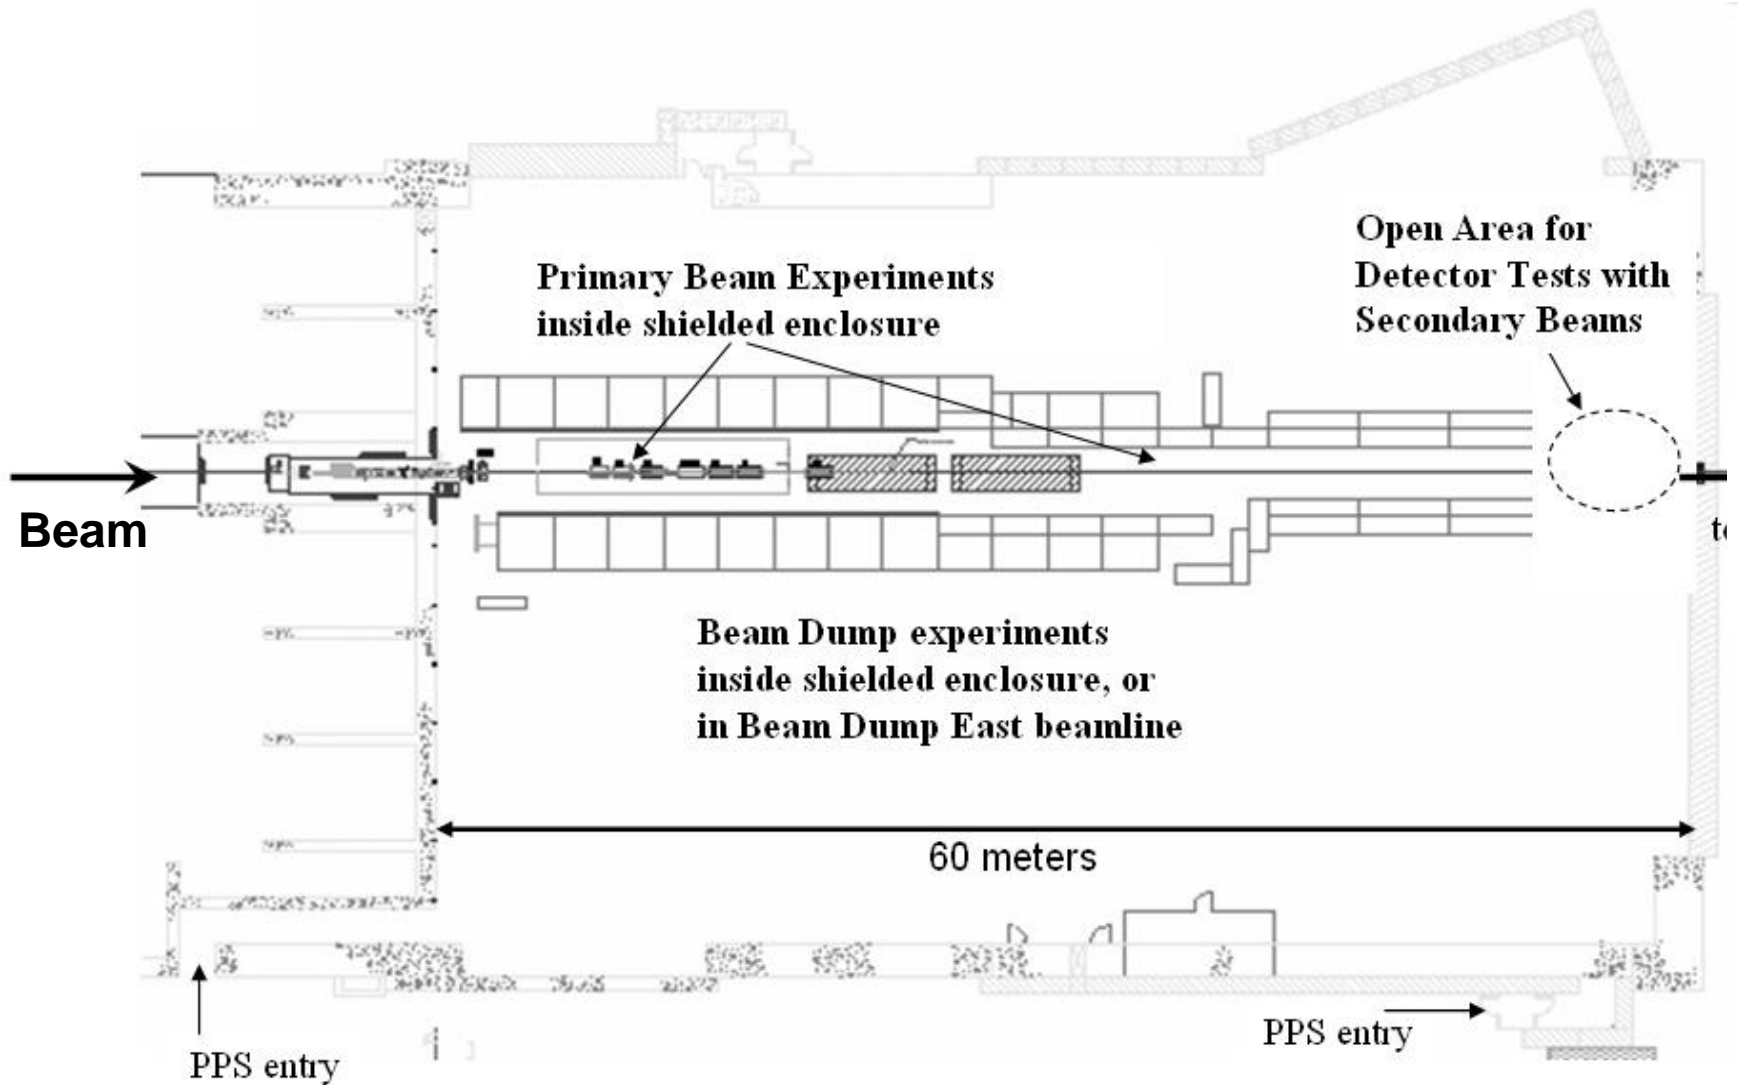 Open Area for
Detector Tests with
Secondary Beams
Primary Beam Experiments
inside shielded enclosure
Beam
Beam Dump experiments
inside shielded enclosure, or
in Beam Dump East beamline
60 meters
PPS entry
PPS entry